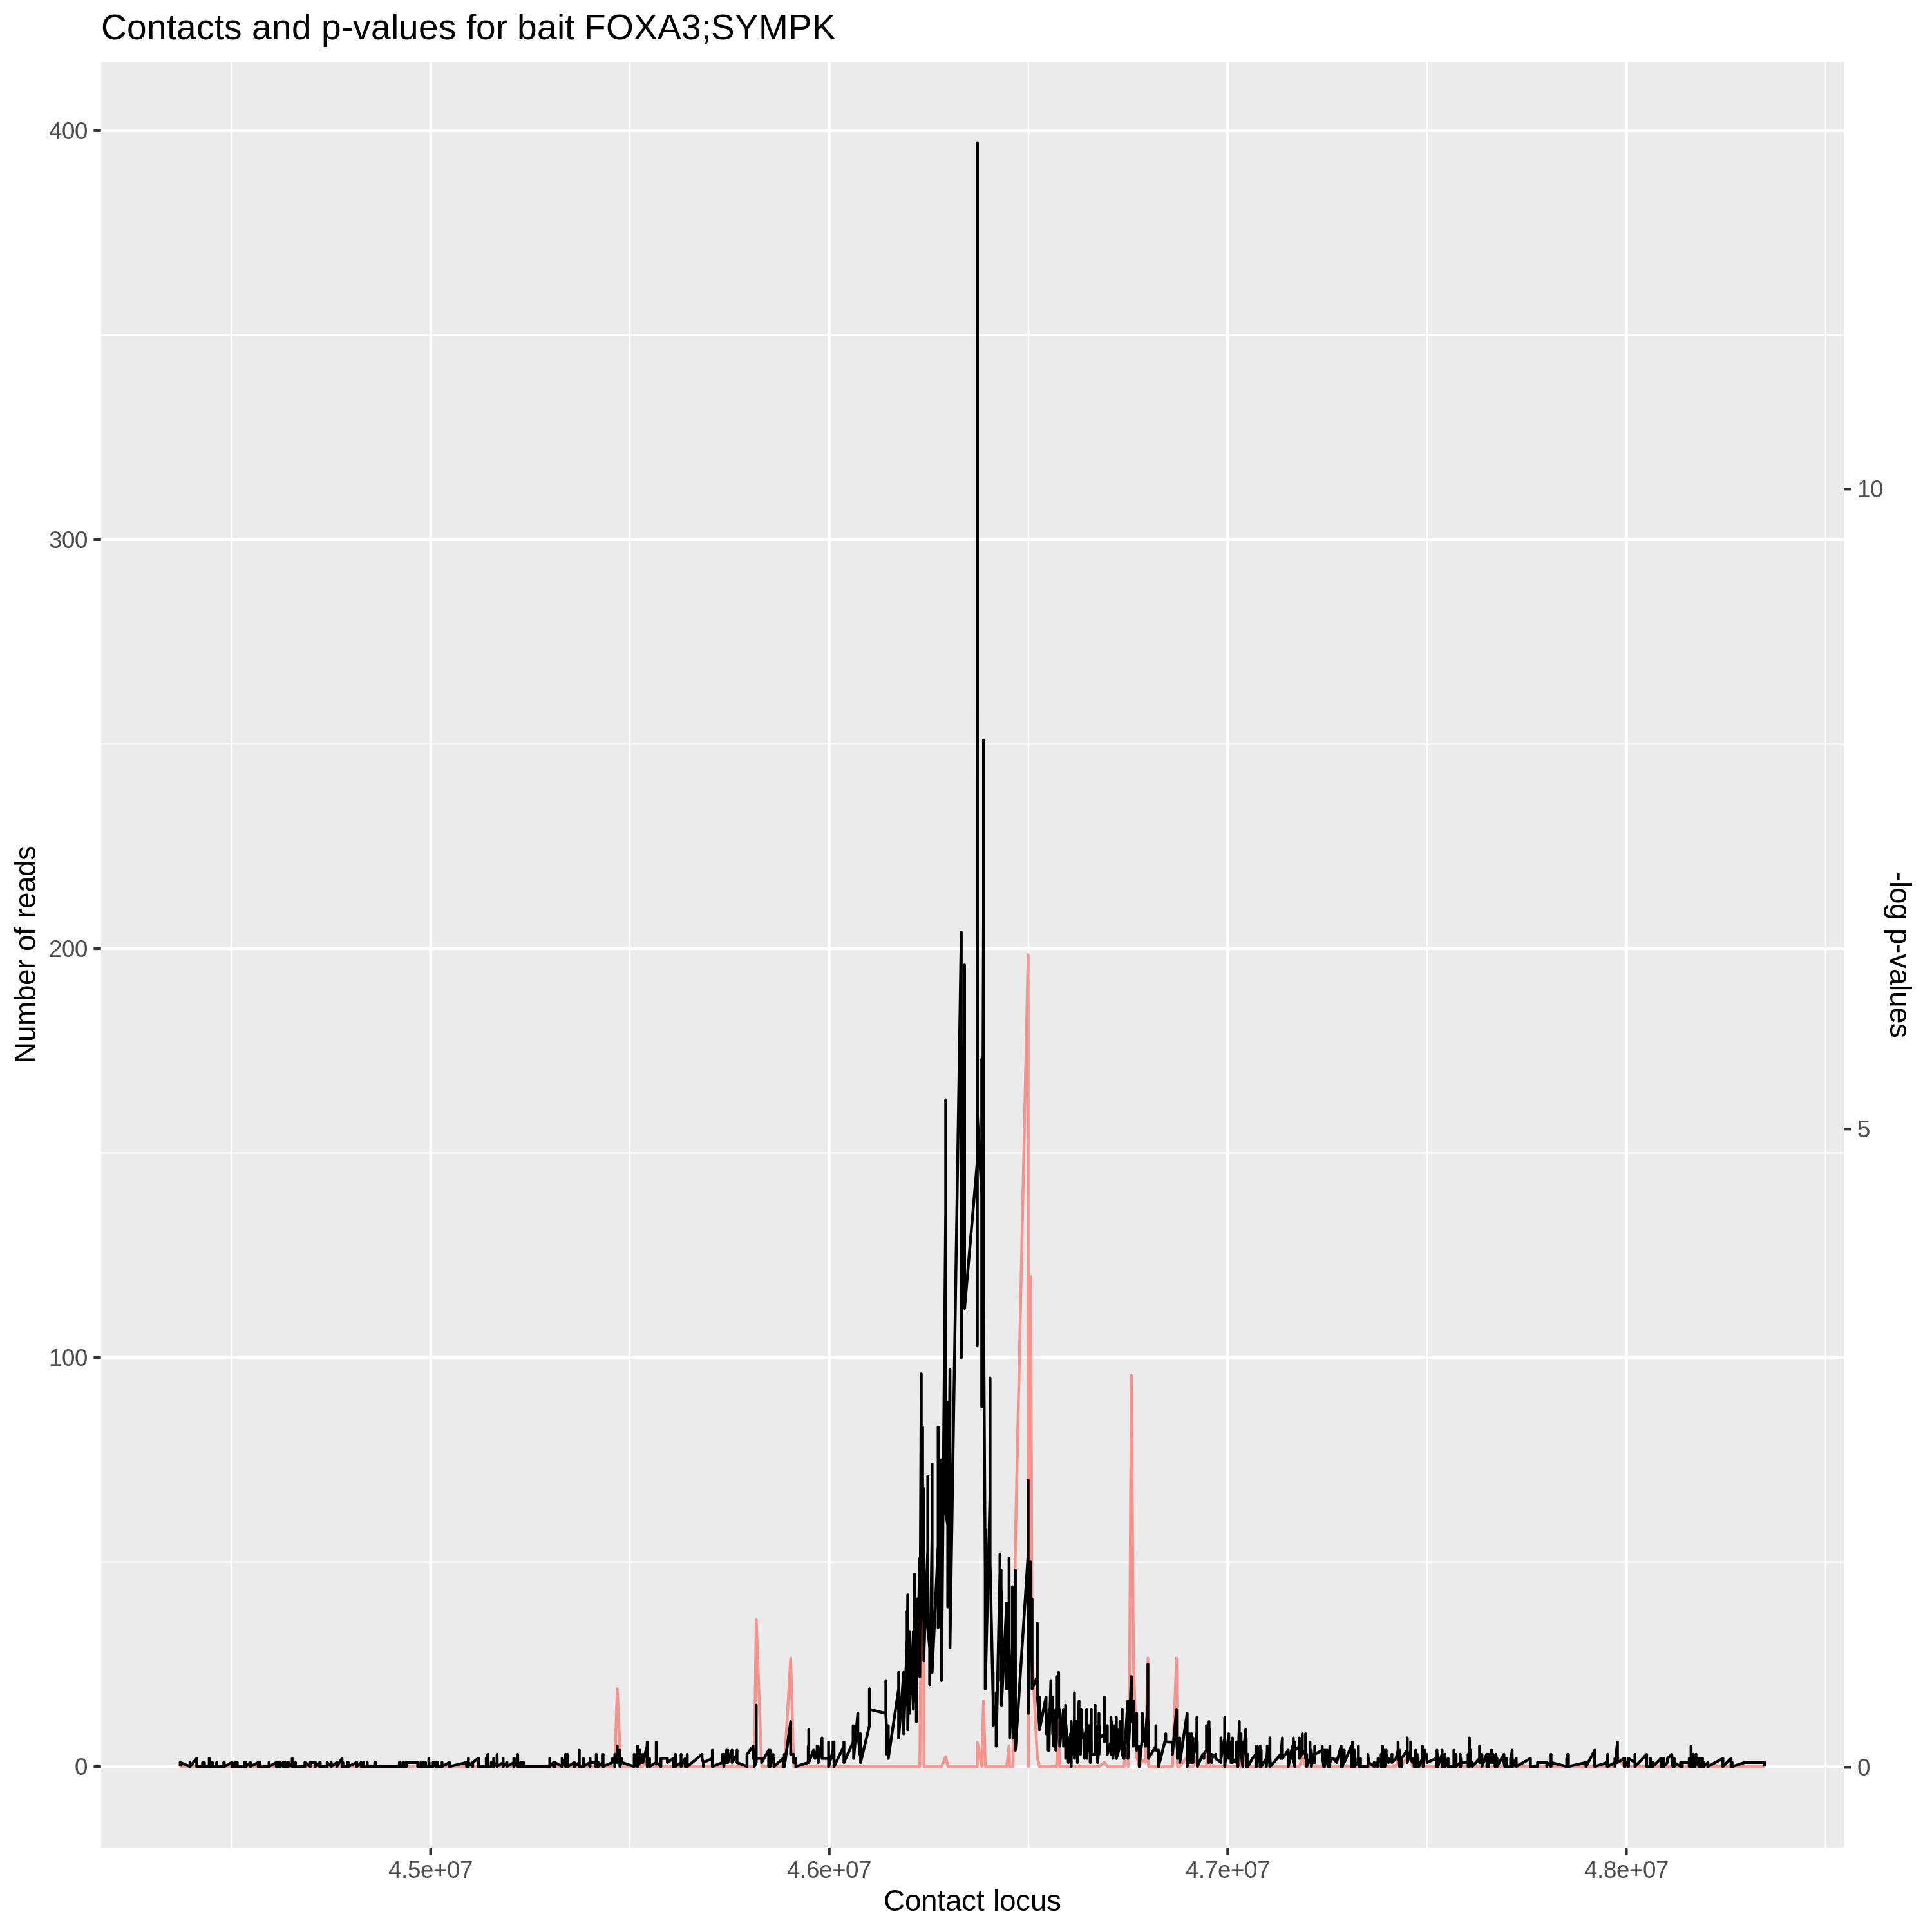 Contacts and p-values for bait FOXA3;SYMPK
400
300
200
100
0
Number of reads
10
5
0
-log p-values
4.5e+07
4.6e+07
4.7e+07
4.8e+07
Contact locus